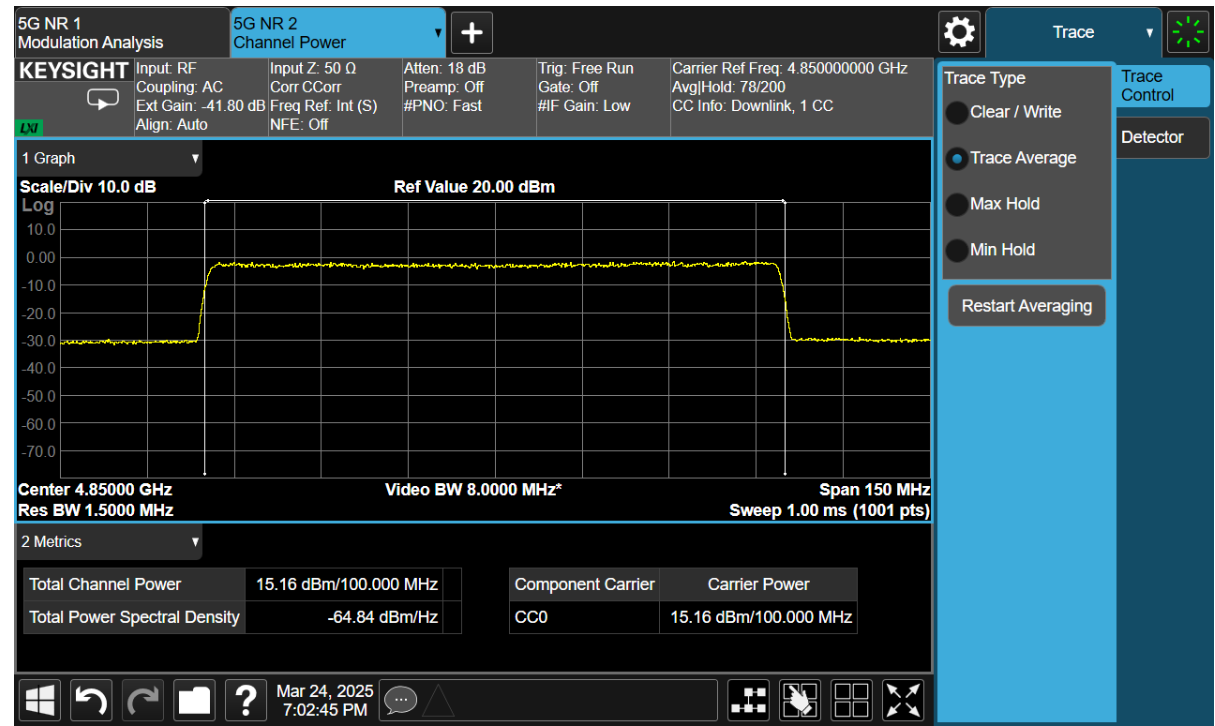 5G NR 1
Modulation Analysis
5G NR 2
Channel Power
Trace
KEYSIGHT
LXI
Input: RF
Coupling: AC
Ext Gain: -41.80 dB
Align: Auto
Input Z: 50 Ω
Corr CCorr
Freq Ref: Int (S)
NFE: Off
Atten: 18 dB
Preamp: Off
#PNO: Fast
Trig: Free Run
Gate: Off
#IF Gain: Low
Carrier Ref Freq: 4.850000000 GHz
Avg|Hold: 78/200
CC Info: Downlink, 1 CC
Trace Type
Clear / Write
Trace Average
Max Hold
Min Hold
Restart Averaging
Trace
Control
Detector
1 Graph
Scale/Div 10.0 dB
Ref Value 20.00 dBm
Log
10.0
0.00
-10.0
-20.0
-30.0
-40.0
-50.0
-60.0
-70.0
Center 4.85000 GHz
Video BW 8.0000 MHz*
Span 150 MHz
Res BW 1.5000 MHz
Sweep 1.00 ms (1001 pts)
2 Metrics
Total Channel Power 15.16 dBm/100.000 MHz
Total Power Spectral Density -64.84 dBm/Hz
Component Carrier Carrier Power
CC0 15.16 dBm/100.000 MHz
?
Mar 24, 2025
7:02:45 PM